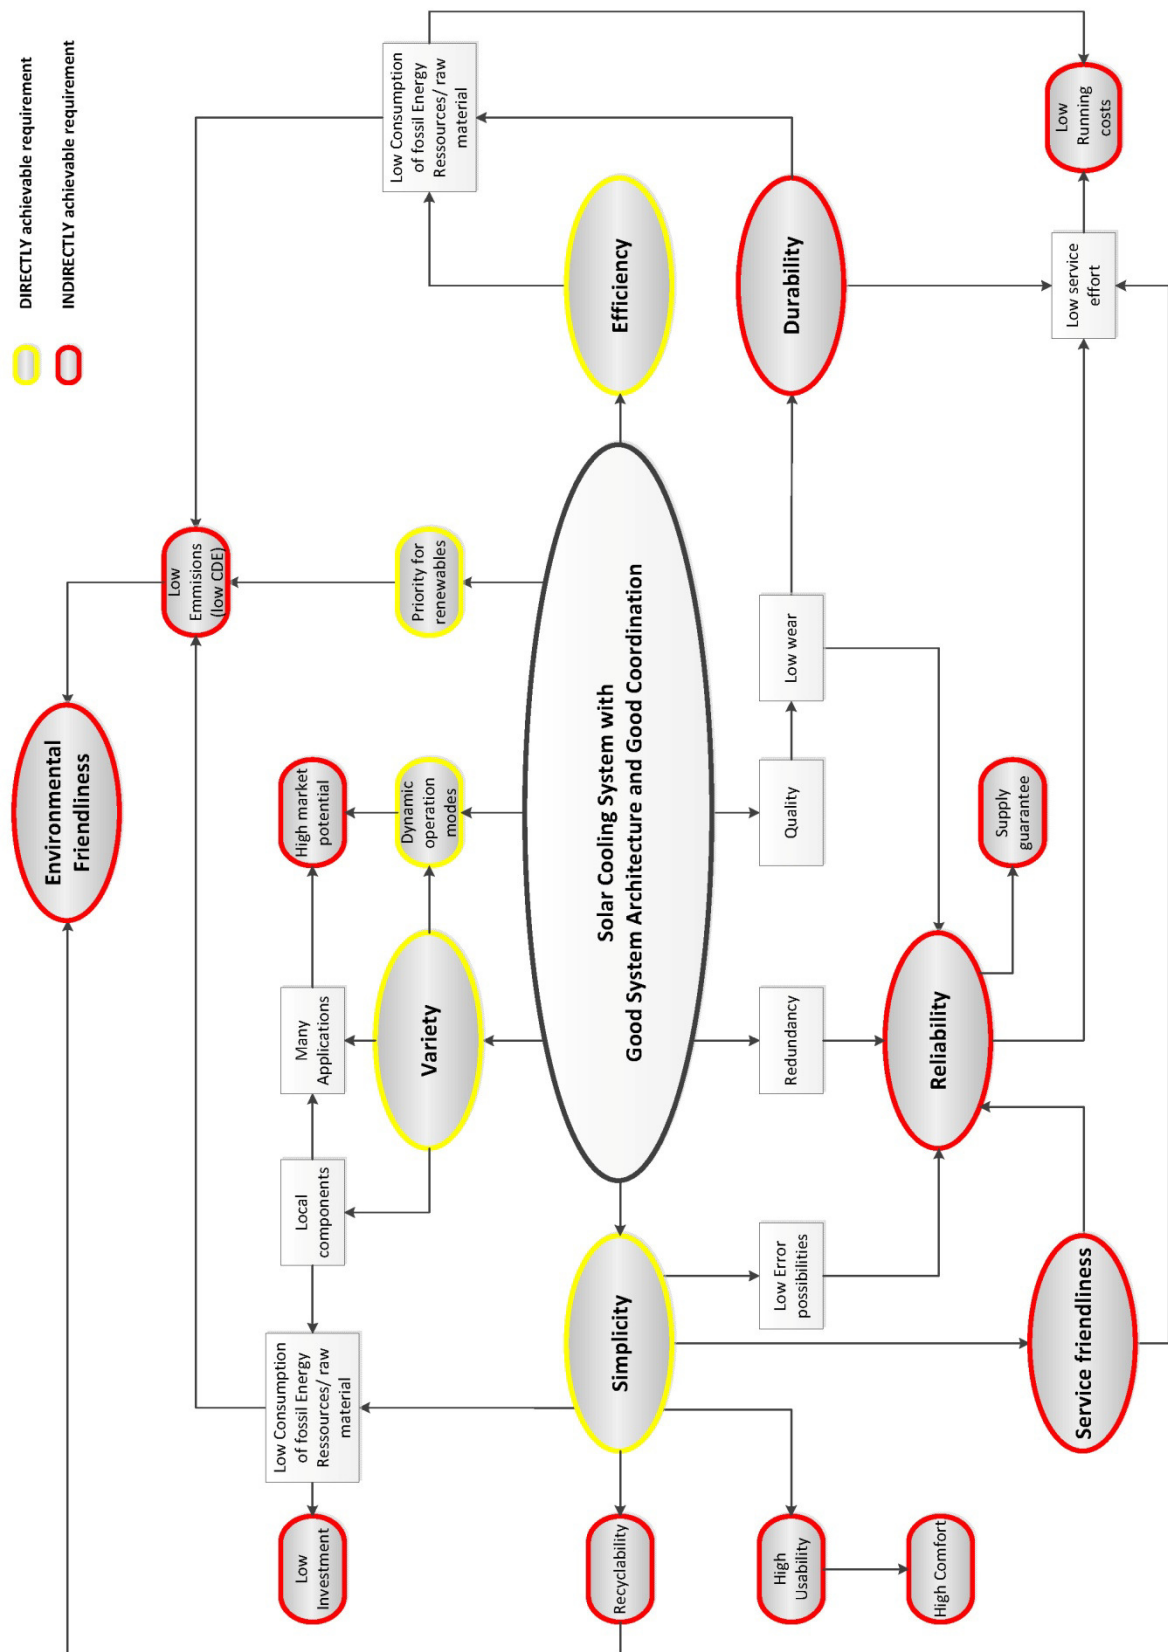 DIRECTLY achievable requirement
INDIRECTLY achievable requirement
Environmental
Friendliness
Low
Emmisions
(low CDE)
Low Consumption
of fossil Energy
Ressources/ raw
material
Low
Investment
Low Consumption
of fossil Energy
Ressources/ raw
material
Local
components
Many
Applications
High market
potential
Variety
Dynamic
operation
modes
Priority for
renewables
Recyclability
Simplicity
Solar Cooling System with
Good System Architecture and Good Coordination
Efficiency
High
Usability
Low Error
possibilities
Redundancy
Quality
Low wear
Durability
High Comfort
Reliability
Supply
guarantee
Service friendliness
Low service
effort
Low
Running
costs